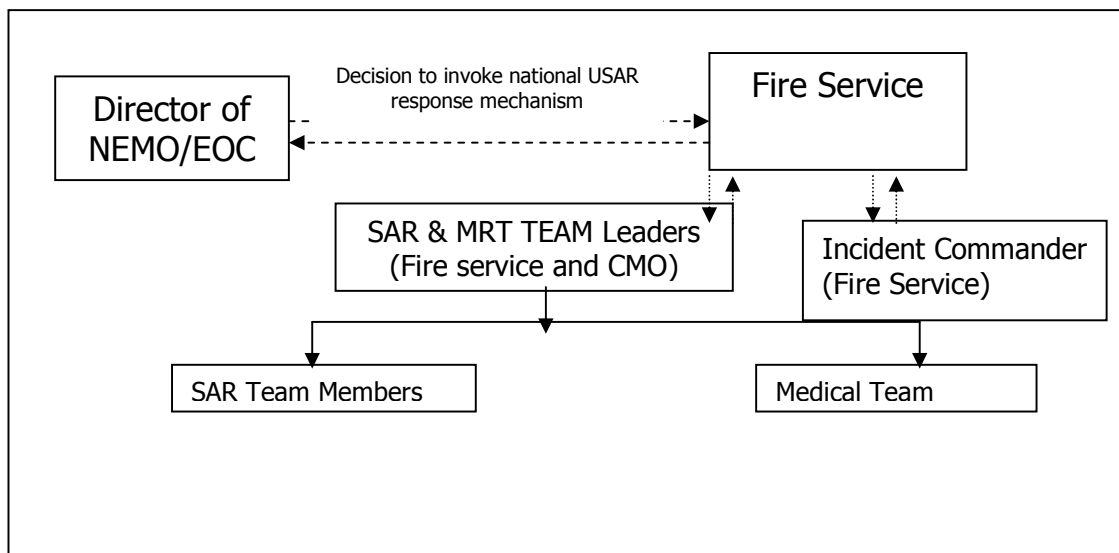 Decision to invoke national USAR
response mechanism
Director of
NEMO/EOC
Fire Service
SAR & MRT TEAM Leaders
(Fire service and CMO)
Incident Commander
(Fire Service)
SAR Team Members
Medical Team